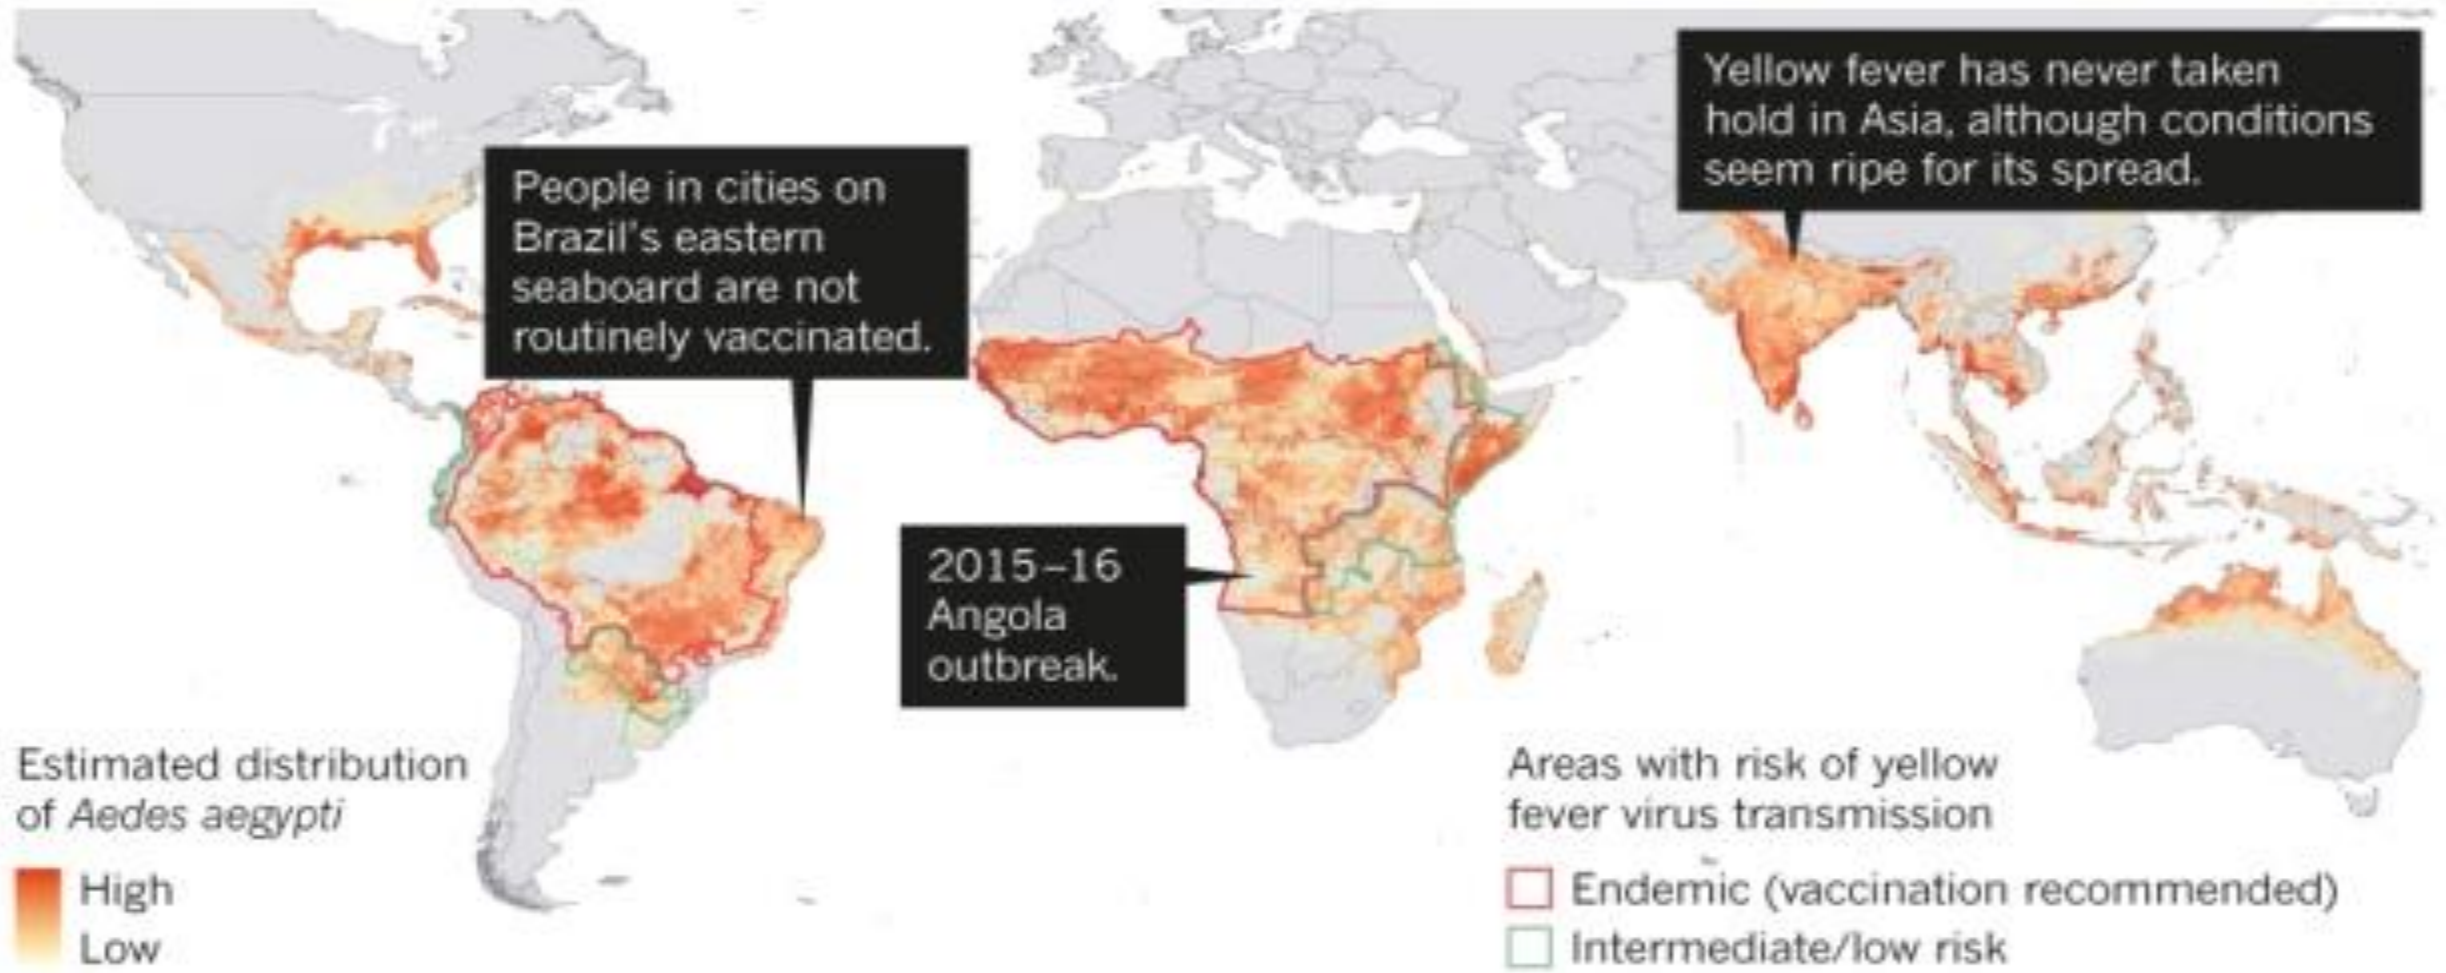 Yellow fever has never taken
hold in Asia, although conditions
seem ripe for its spread.
People in cities on
Brazil's eastern
seaboard are not
routinely vaccinated.
2015–16
Angola
outbreak.
Estimated distribution
of Aedes aegypti
High
Low
Areas with risk of yellow
fever virus transmission
Endemic (vaccination recommended)
Intermediate/low risk